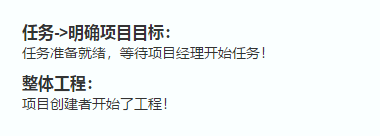 任务->明确项目目标：
任务准备就绪，等待项目经理开始任务！
整体工程：
项目创建者开始了工程！